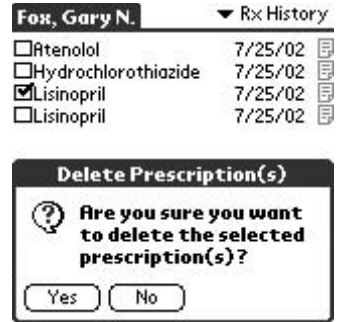 Fox, Gary N. Rx History
Atenolol 7/25/02
Hydrochlorothiazide 7/25/02
Lisinopril 7/25/02
Lisinopril 7/25/02
Delete Prescription(s)
Are you sure you want
to delete the selected
prescription(s)?
Yes No